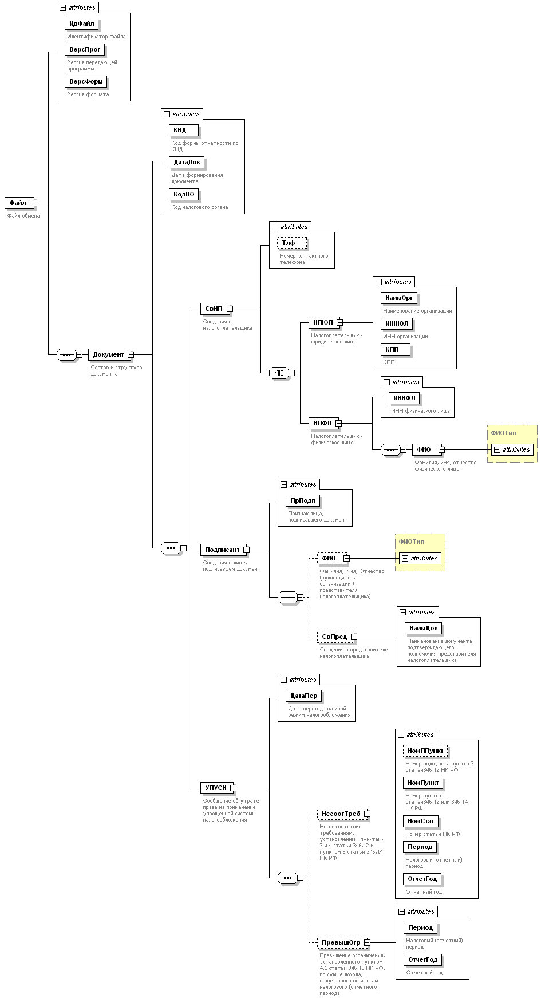 attributes
ИдФайл
Идентификатор файла
ВерсПрог
Версия передающей
программы
ВерсФорм
Версия формата
attributes
КНД
Код формы отчетности по
КНД
ДатаДок
Дата формирования
документа
КодНО
Код налогового органа
Файл
Файл обмена
attributes
Тлф
Номер контактного
телефона
СвНП
Сведения о
налогоплательщике
attributes
НаимОрг
Наименование организации
ИННЮЛ
ИНН организации
КПП
КПП
НПЮЛ
Налогоплательщик -
юридическое лицо
Документ
Состав и структура
документа
attributes
ИННФЛ
ИНН физического лица
НПФЛ
Налогоплательщик -
физическое лицо
ФИОТип
attributes
ФИО
Фамилия, имя, отчество
физического лица
attributes
ПрПодп
Признак лица,
подписавшего документ
Подписант
Сведения о лице,
подписавшем документ
ФИОТип
attributes
ФИО
Фамилия, Имя, Отчество
(руководителя
организации /
представителя
налогоплательщика)
attributes
НаимДок
Наименование документа,
подтверждающего
полномочия представителя
налогоплательщика
СвПред
Сведения о представителе
налогоплательщика
attributes
ДатаПер
Дата перехода на иной
режим налогообложения
УПУСН
Сообщение об утрате
права на применение
упрощенной системы
налогообложения
attributes
НомППункт
Номер подпункта пункта 3
статьи346.12 НК РФ
НомПункт
Номер пункта
статьи346.12 или 346.14
НК РФ
НомСтат
Номер статьи НК РФ
Период
Налоговый (отчетный)
период
ОтчетГод
Отчетный год
НесоотТреб
Несоответствие
требованиям,
установленным пунктами
3 и 4 статьи 346.12 и
пунктом 3 статьи 346.14
НК РФ
attributes
Период
Налоговый (отчетный)
период
ОтчетГод
Отчетный год
ПревышОгр
Превышение ограничения,
установленного пунктом
4.1 статьи 346.13 НК РФ,
по сумме дохода,
полученного по итогам
налогового (отчетного)
периода